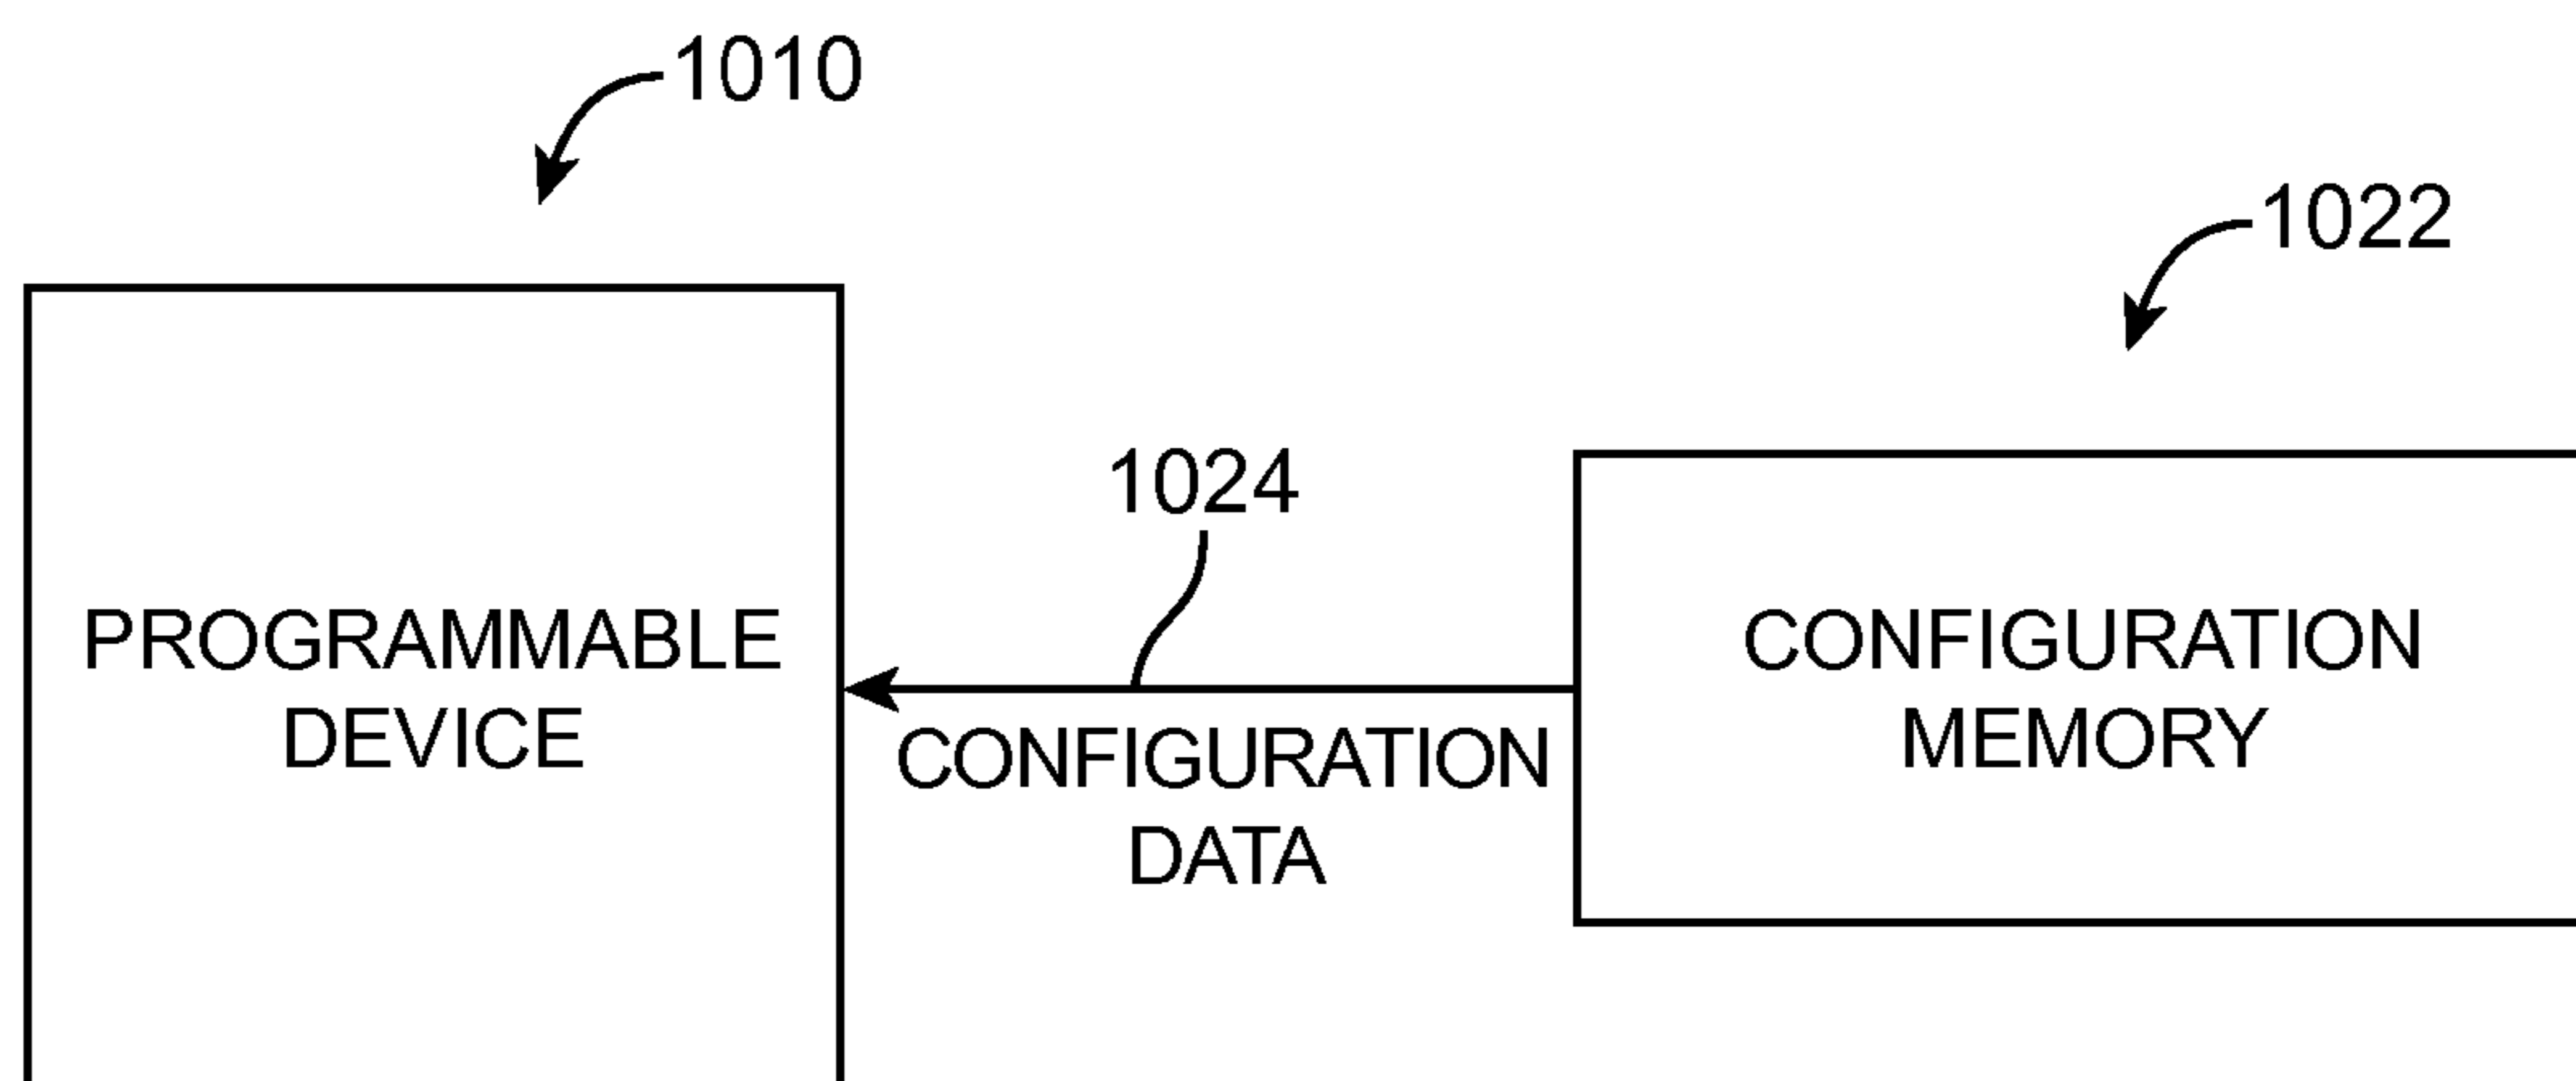 1010
1022
1024
PROGRAMMABLE
DEVICE
CONFIGURATION
DATA
CONFIGURATION
MEMORY